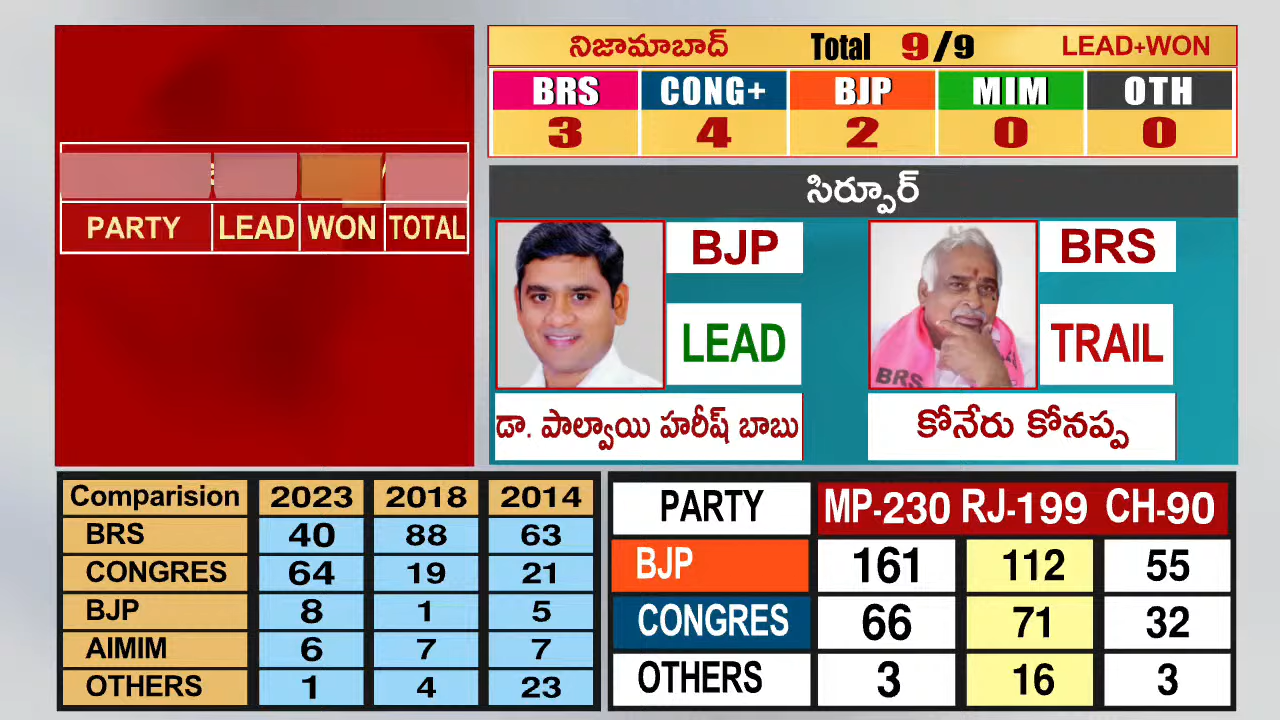 PARTY LEAD WON TOTAL
నిజామాబాద్ Total 9/9 LEAD+WON
BRS CONG+ BJP MIM OTH
3 4 2 0 0
సిర్పూర్
BJP
LEAD
డా. పాల్వాయి హరీష్ బాబు
BRS
TRAIL
BRS
కోనేరు కోనప్ప
Comparision 2023 2018 2014
BRS 40 88 63
CONGRES 64 19 21
BJP 8 1 5
AIMIM 6 7 7
OTHERS 1 4 23
PARTY MP-230 RJ-199 CH-90
BJP 161 112 55
CONGRES 66 71 32
OTHERS 3 16 3